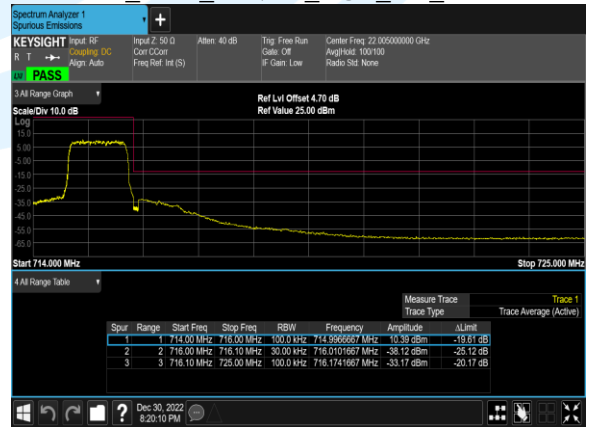 Spectrum Analyzer 1
Spurious Emissions
+
KEYSIGHT Input: RF Input Z: 50 Ω Atten: 40 dB Trig: Free Run Center Freq: 22.005000000 GHz
R T Coupling: DC Corr CCorr Gate: Off Avg|Hold: 100/100
Align: Auto Freq Ref: Int (S) IF Gain: Low Radio Std: None
LM PASS
3 All Range Graph Ref Lvl Offset 4.70 dB
Scale/Div 10.0 dB Ref Value 25.00 dBm
Log
15.0
5.00
-5.00
-15.0
-25.0
-35.0
-45.0
-55.0
-65.0
Start 714.000 MHz Stop 725.000 MHz
4 All Range Table
Measure Trace Trace 1
Trace Type Trace Average (Active)
Spur Range Start Freq Stop Freq RBW Frequency Amplitude ΔLimit
1 1 714.00 MHz 716.00 MHz 100.0 kHz 714.9966667 MHz 10.39 dBm -19.61 dB
2 2 716.00 MHz 716.10 MHz 30.00 kHz 716.0101667 MHz -38.12 dBm -25.12 dB
3 3 716.10 MHz 725.00 MHz 100.0 kHz 716.1741667 MHz -33.17 dBm -20.17 dB
? Dec 30, 2022
8:20:10 PM